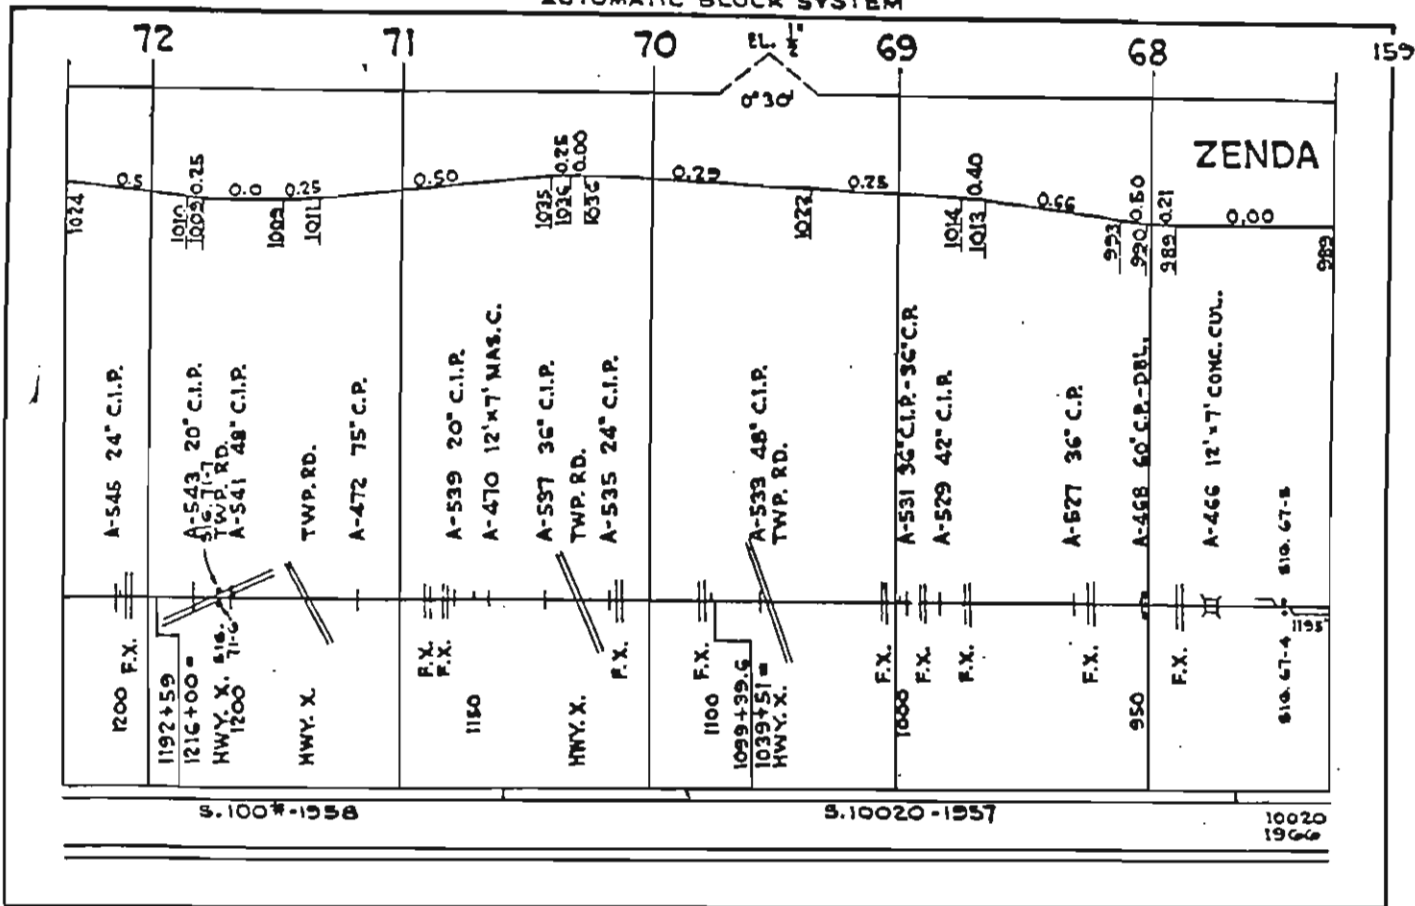 AUTOMATIC BLOCK SYSTEM
72 71 70 EL. ½" 69 68 159
0°30'
ZENDA
0.5 0.25 0.0 0.25 0.50 0.25 0.00 0.29 0.25 0.40 0.66 0.60 0.21 0.00
1024 1010 1009 1009 1011 1035 1036 1036 1022 1014 1013 993 990 989 989
A-545 24" C.I.P.
A-543 20" C.I.P.
SIG. 71-7
TWP. RD.
A-541 48" C.I.P.
TWP. RD.
A-472 75" C.P.
A-539 20" C.I.P.
A-470 12'x7' MAS. C.
A-537 36" C.I.P.
TWP. RD.
A-535 24" C.I.P.
A-533 48" C.I.P.
TWP. RD.
A-531 36" C.I.P.-36" C.P.
A-529 42" C.I.P.
A-527 36" C.P.
A-468 60" C.P.-DBL.
A-466 12'x7' CONC. CUL.
SIG. 67-5
1200
F.X.
1192+59
1216+00=
HWY. X.
SIG. 71-6
1200
HWY. X.
F.X.
F.X.
1150
HWY. X.
F.X.
F.X.
1100
1099+99.6
1039+51=
HWY. X.
F.X.
1000
F.X.
F.X.
F.X.
950
F.X.
SIG. 67-4
1195'
S.100#-1958 S.10020-1957 10020
1966